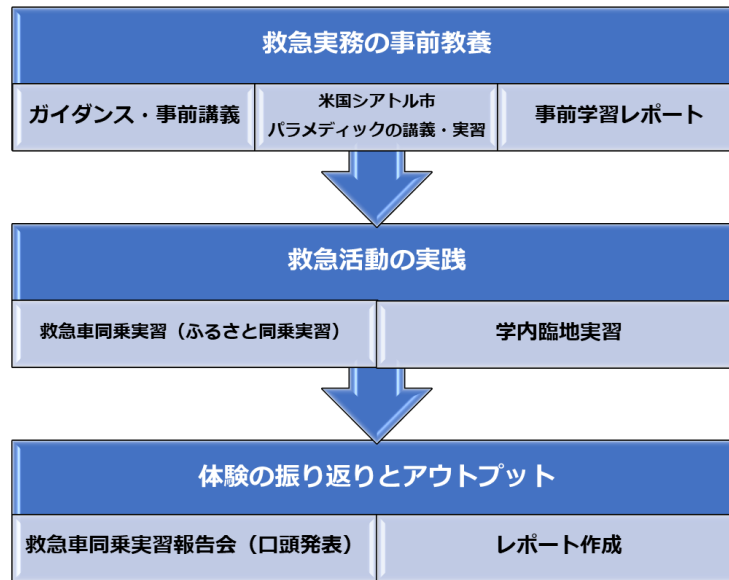 救急実務の事前教養
ガイダンス・事前講義
米国シアトル市
パラメディックの講義・実習
事前学習レポート
救急活動の実践
救急車同乗実習（ふるさと同乗実習）
学内臨地実習
体験の振り返りとアウトプット
救急車同乗実習報告会（口頭発表）
レポート作成